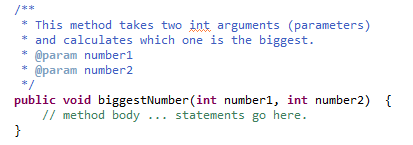 /**
* This method takes two int arguments (parameters)
* and calculates which one is the biggest.
* @param number1
* @param number2
*/
public void biggestNumber(int number1, int number2)  {
// method body ... statements go here.
}